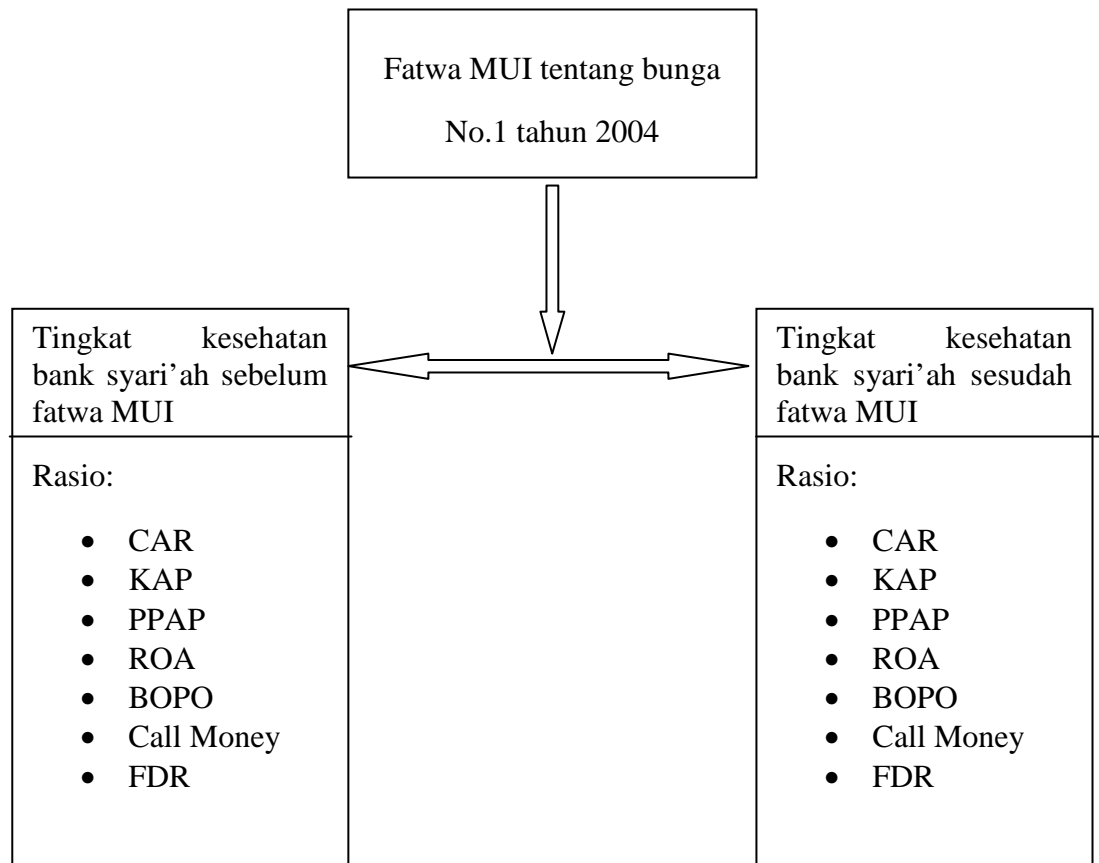 Fatwa MUI tentang bunga
No.1 tahun 2004
Tingkat kesehatan
bank syari’ah sebelum
fatwa MUI
Rasio:
• CAR
• KAP
• PPAP
• ROA
• BOPO
• Call Money
• FDR
Tingkat kesehatan
bank syari’ah sesudah
fatwa MUI
Rasio:
• CAR
• KAP
• PPAP
• ROA
• BOPO
• Call Money
• FDR